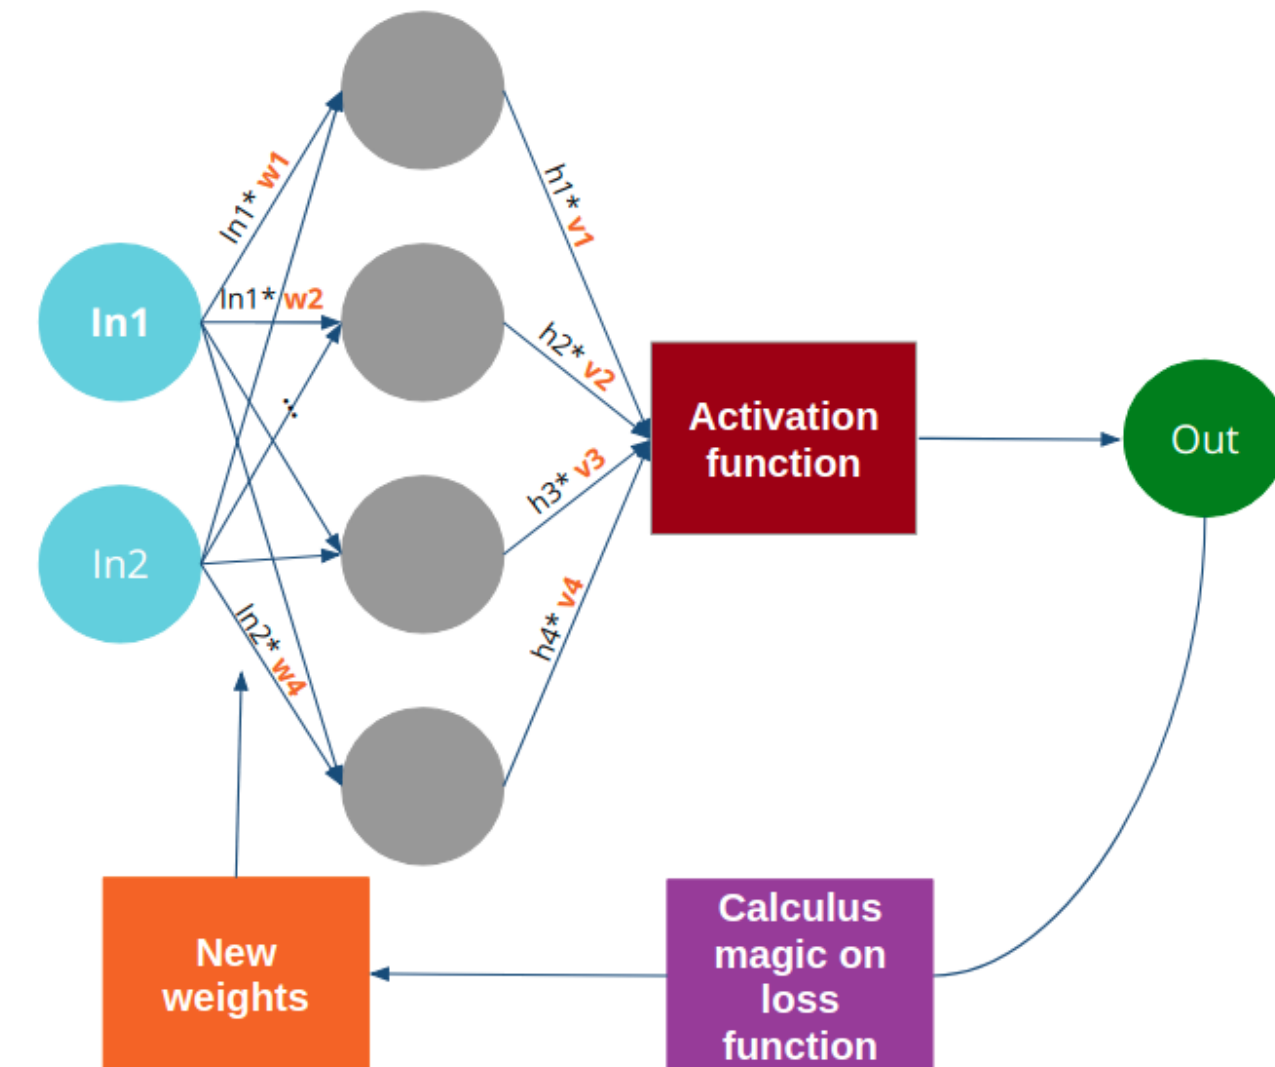 In1* w1
h1* v1
In1* w2
In1
h2* v2
...
Activation
function
Out
h3* v3
In2
In2* w4
h4* v4
New
weights
Calculus
magic on
loss
function